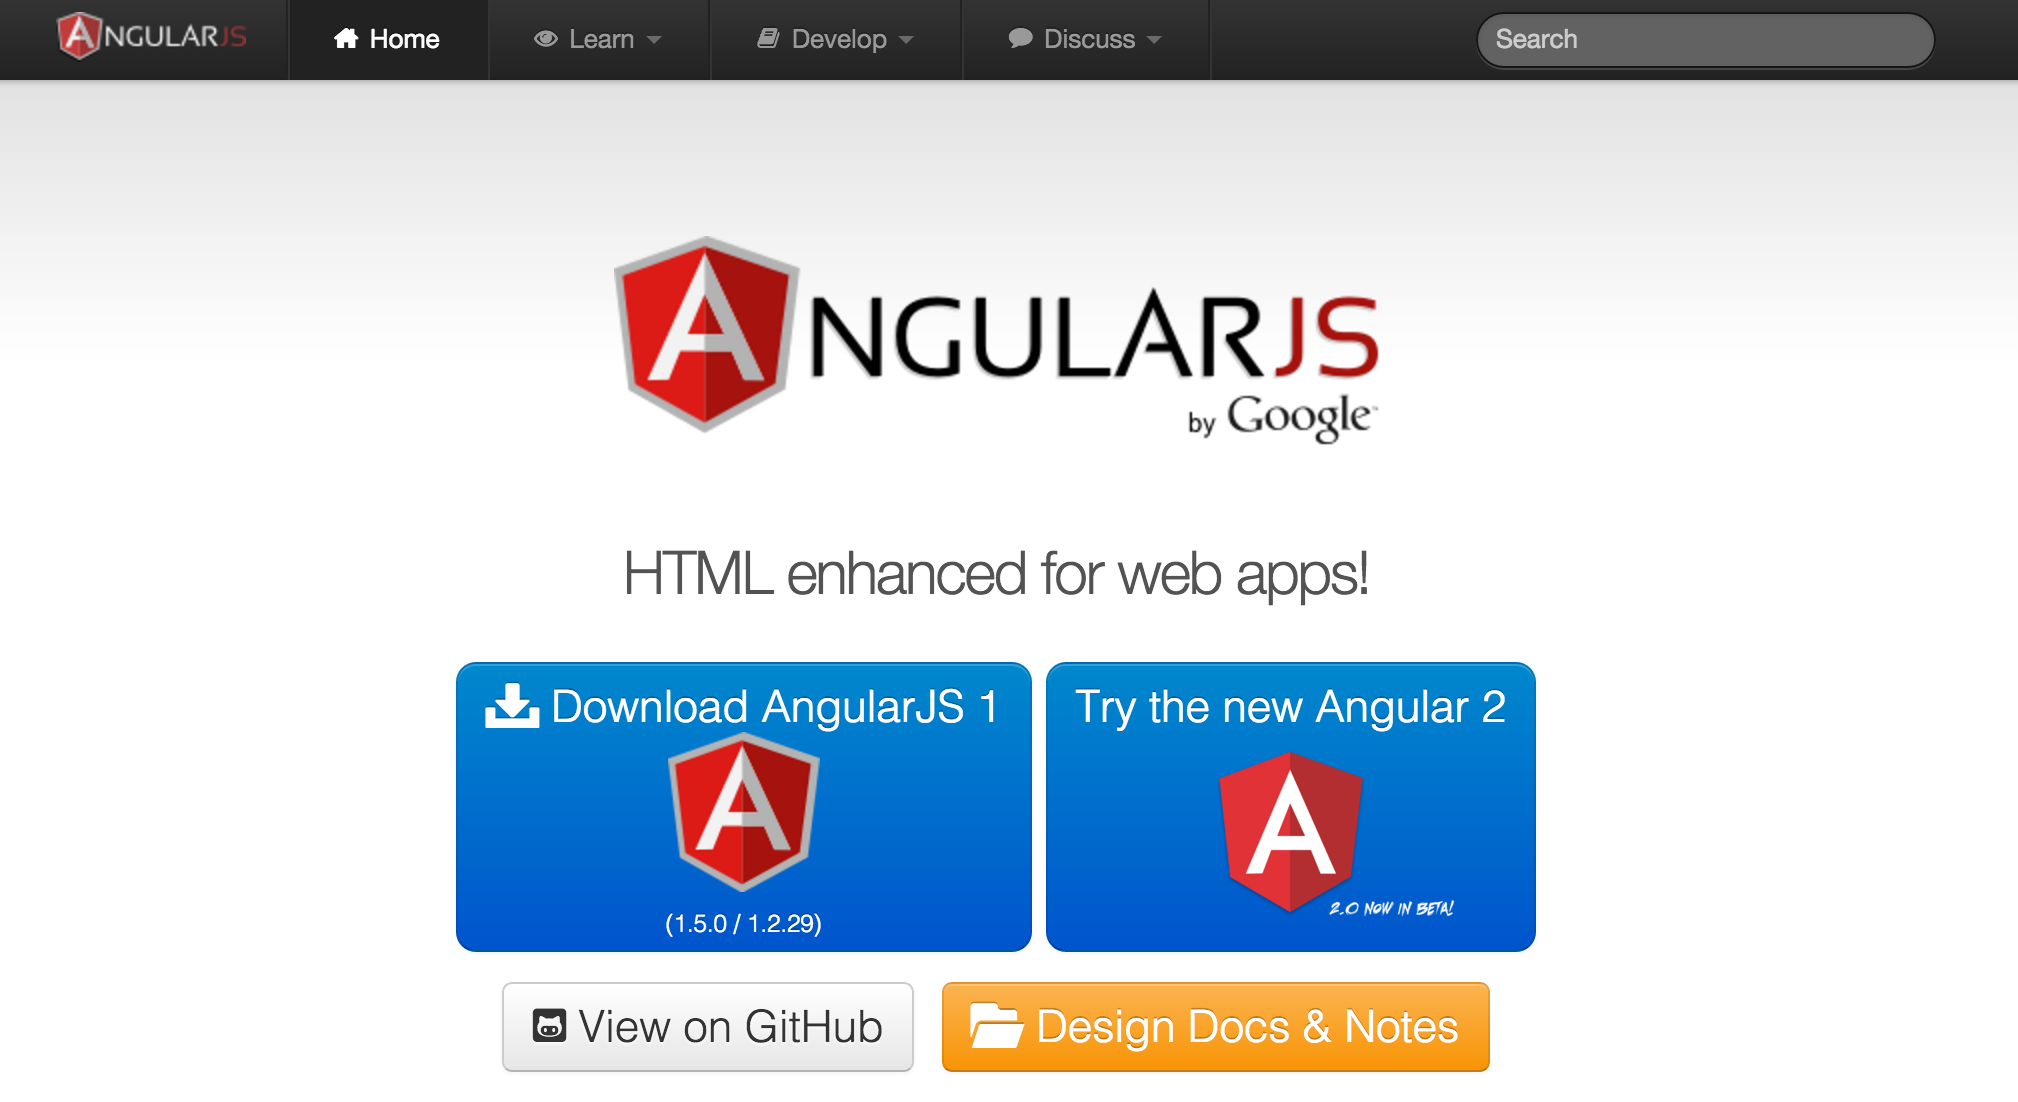 ANGULARJS Home Learn Develop Discuss Search
ANGULARJS
by Google™
HTML enhanced for web apps!
Download AngularJS 1
(1.5.0 / 1.2.29)
Try the new Angular 2
A
2.0 NOW IN BETA!
View on GitHub
Design Docs & Notes